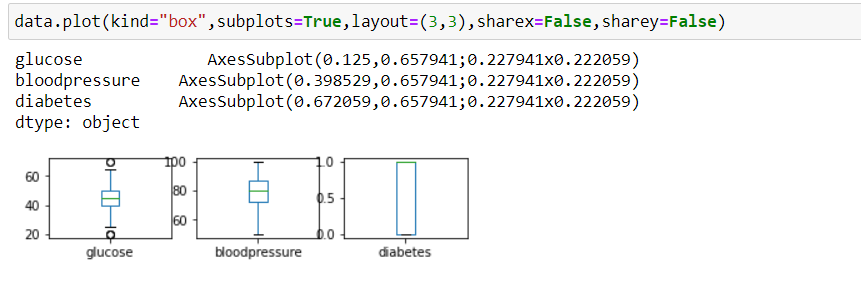 data.plot(kind="box",subplots=True,layout=(3,3),sharex=False,sharey=False)
glucose AxesSubplot(0.125,0.657941;0.227941x0.222059)
bloodpressure AxesSubplot(0.398529,0.657941;0.227941x0.222059)
diabetes AxesSubplot(0.672059,0.657941;0.227941x0.222059)
dtype: object
60
40
20
glucose
100
80
60
bloodpressure
1.0
0.5
0.0
diabetes